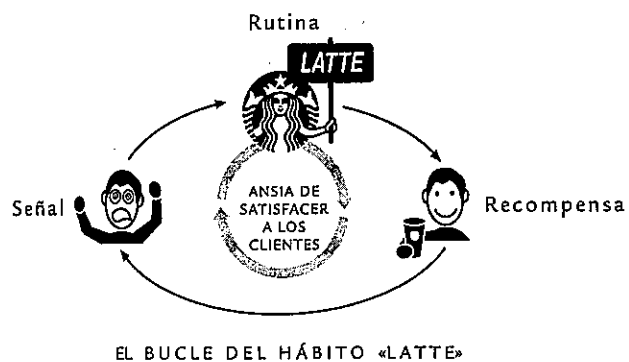 Rutina
LATTE
Señal
ANSIA DE
SATISFACER
A LOS
CLIENTES
Recompensa
EL BUCLE DEL HÁBITO «LATTE»